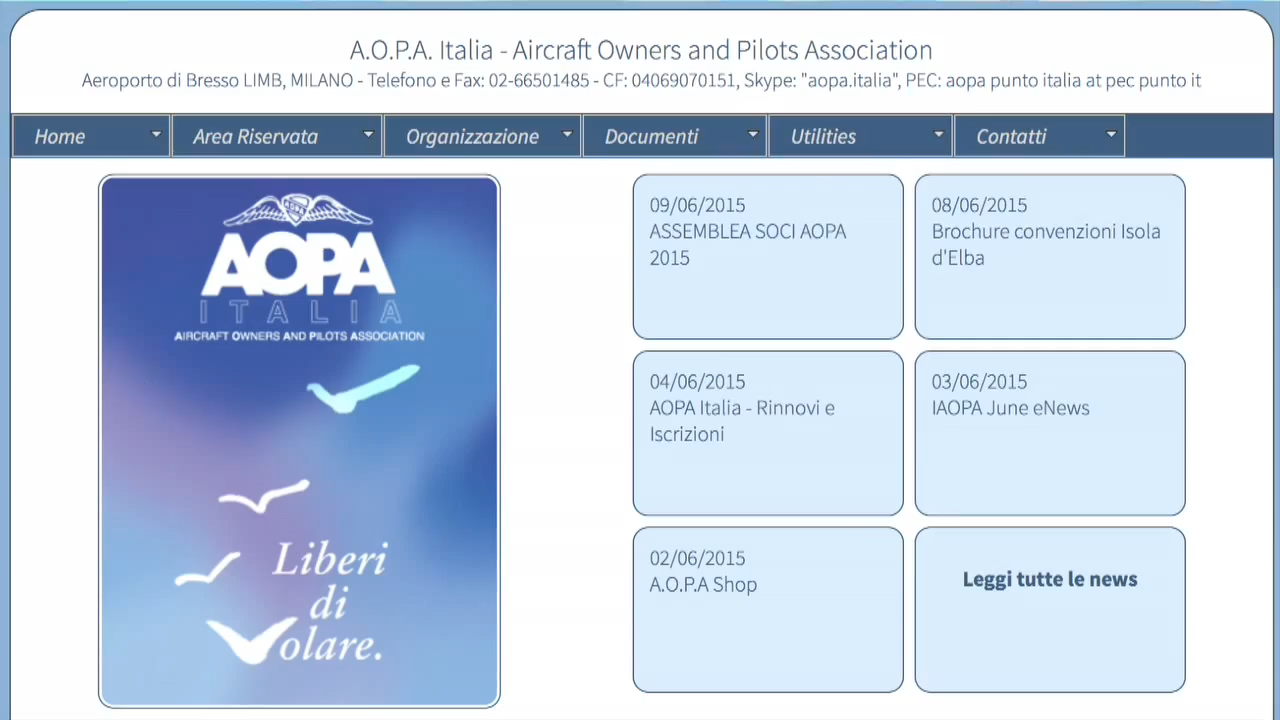 A.O.P.A. Italia - Aircraft Owners and Pilots Association
Aeroporto di Bresso LIMB, MILANO - Telefono e Fax: 02-66501485 - CF: 04069070151, Skype: "aopa.italia", PEC: aopa punto italia at pec punto it
Home Area Riservata Organizzazione Documenti Utilities Contatti
AOPA
AOPA
ITALIA
AIRCRAFT OWNERS AND PILOTS ASSOCIATION
Liberi
di
Volare.
09/06/2015
ASSEMBLEA SOCI AOPA
2015
08/06/2015
Brochure convenzioni Isola
d'Elba
04/06/2015
AOPA Italia - Rinnovi e
Iscrizioni
03/06/2015
IAOPA June eNews
02/06/2015
A.O.P.A Shop
Leggi tutte le news